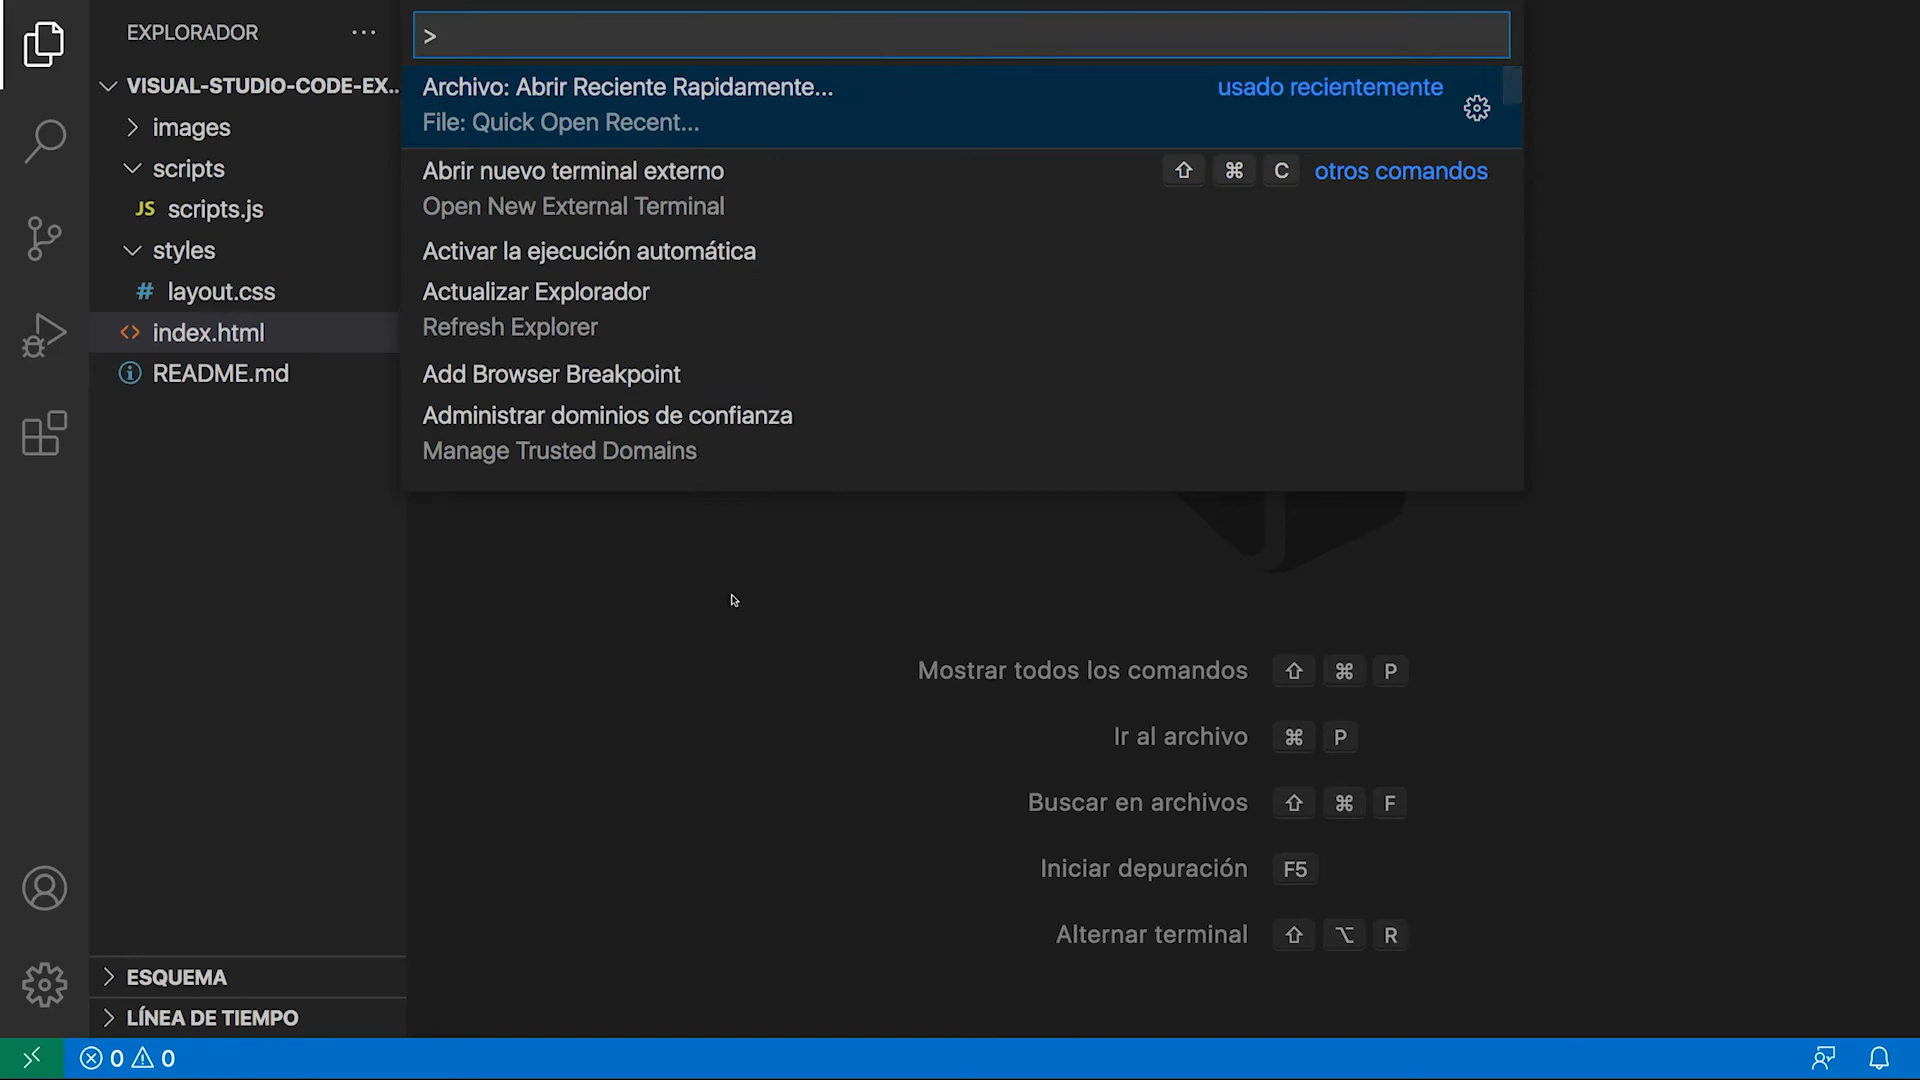 EXPLORADOR
VISUAL-STUDIO-CODE-EX...
images
scripts
JS scripts.js
styles
# layout.css
<> index.html
README.md
ESQUEMA
LÍNEA DE TIEMPO
>
Archivo: Abrir Reciente Rapidamente... usado recientemente
File: Quick Open Recent...
Abrir nuevo terminal externo ⇧ ⌘ C otros comandos
Open New External Terminal
Activar la ejecución automática
Actualizar Explorador
Refresh Explorer
Add Browser Breakpoint
Administrar dominios de confianza
Manage Trusted Domains
Mostrar todos los comandos ⇧ ⌘ P
Ir al archivo ⌘ P
Buscar en archivos ⇧ ⌘ F
Iniciar depuración F5
Alternar terminal ⇧ ⌥ R
0 0